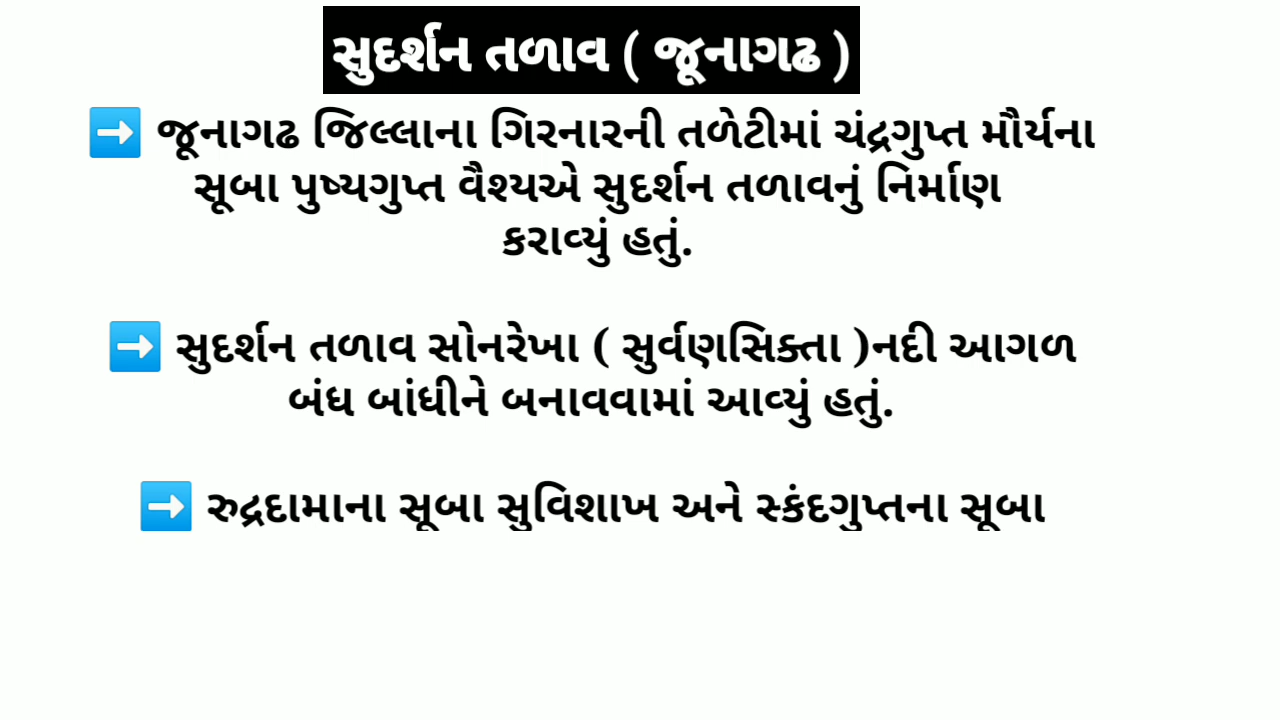 સુદર્શન તળાવ ( જૂનાગઢ )
➡️ જૂનાગઢ જિલ્લાના ગિરનારની તળેટીમાં ચંદ્રગુપ્ત મૌર્યના
સૂબા પુષ્યગુપ્ત વૈશ્યએ સુદર્શન તળાવનું નિર્માણ
કરાવ્યું હતું.
➡️ સુદર્શન તળાવ સોનરેખા ( સુર્વણસિક્તા )નદી આગળ
બંધ બાંધીને બનાવવામાં આવ્યું હતું.
➡️ રુદ્રદામાના સૂબા સુવિશાખ અને સ્કંદગુપ્તના સૂબા